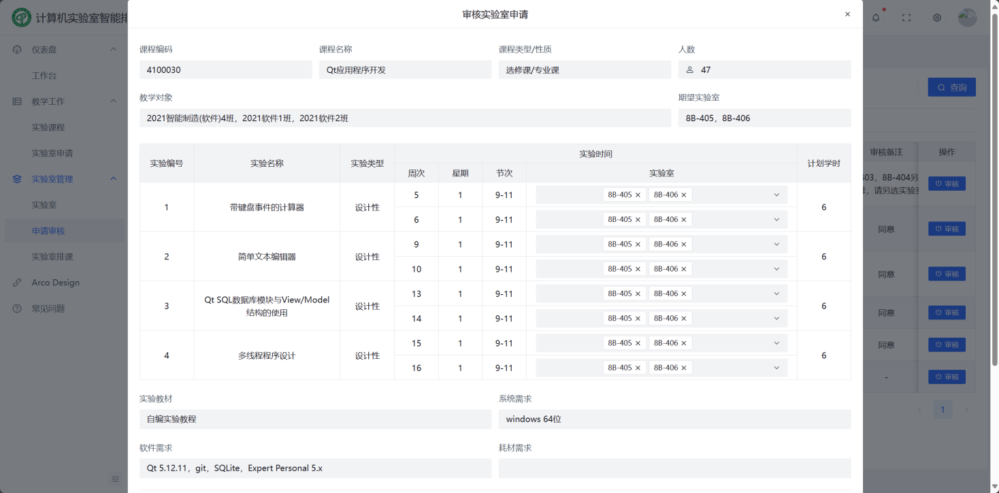 计算机实验室智能排
审核实验室申请
仪表盘
工作台
教学工作
实验课程
实验室申请
实验室管理
实验室
申请审核
实验室排课
Arco Design
常见问题
课程编码 课程名称 课程类型/性质 人数
4100030 Qt应用程序开发 选修课/专业课 47
教学对象 期望实验室
2021智能制造(软件)4班，2021软件1班，2021软件2班 8B-405，8B-406
实验编号 实验名称 实验类型 实验时间 计划学时
周次 星期 节次 实验室
1 带键盘事件的计算器 设计性 5 1 9-11 8B-405 × 8B-406 × 6
6 1 9-11 8B-405 × 8B-406 ×
2 简单文本编辑器 设计性 9 1 9-11 8B-405 × 8B-406 × 6
10 1 9-11 8B-405 × 8B-406 ×
3 Qt SQL数据库模块与View/Model 设计性 13 1 9-11 8B-405 × 8B-406 × 6
结构的使用 14 1 9-11 8B-405 × 8B-406 ×
4 多线程程序设计 设计性 15 1 9-11 8B-405 × 8B-406 × 6
16 1 9-11 8B-405 × 8B-406 ×
实验教材 系统需求
自编实验教程 windows 64位
软件需求 耗材需求
Qt 5.12.11，git，SQLite，Expert Personal 5.x
查询
审核备注 操作
403，8B-404另 审核
，请另选实验室
同意 审核
同意 审核
同意 审核
同意 审核
- 审核
1